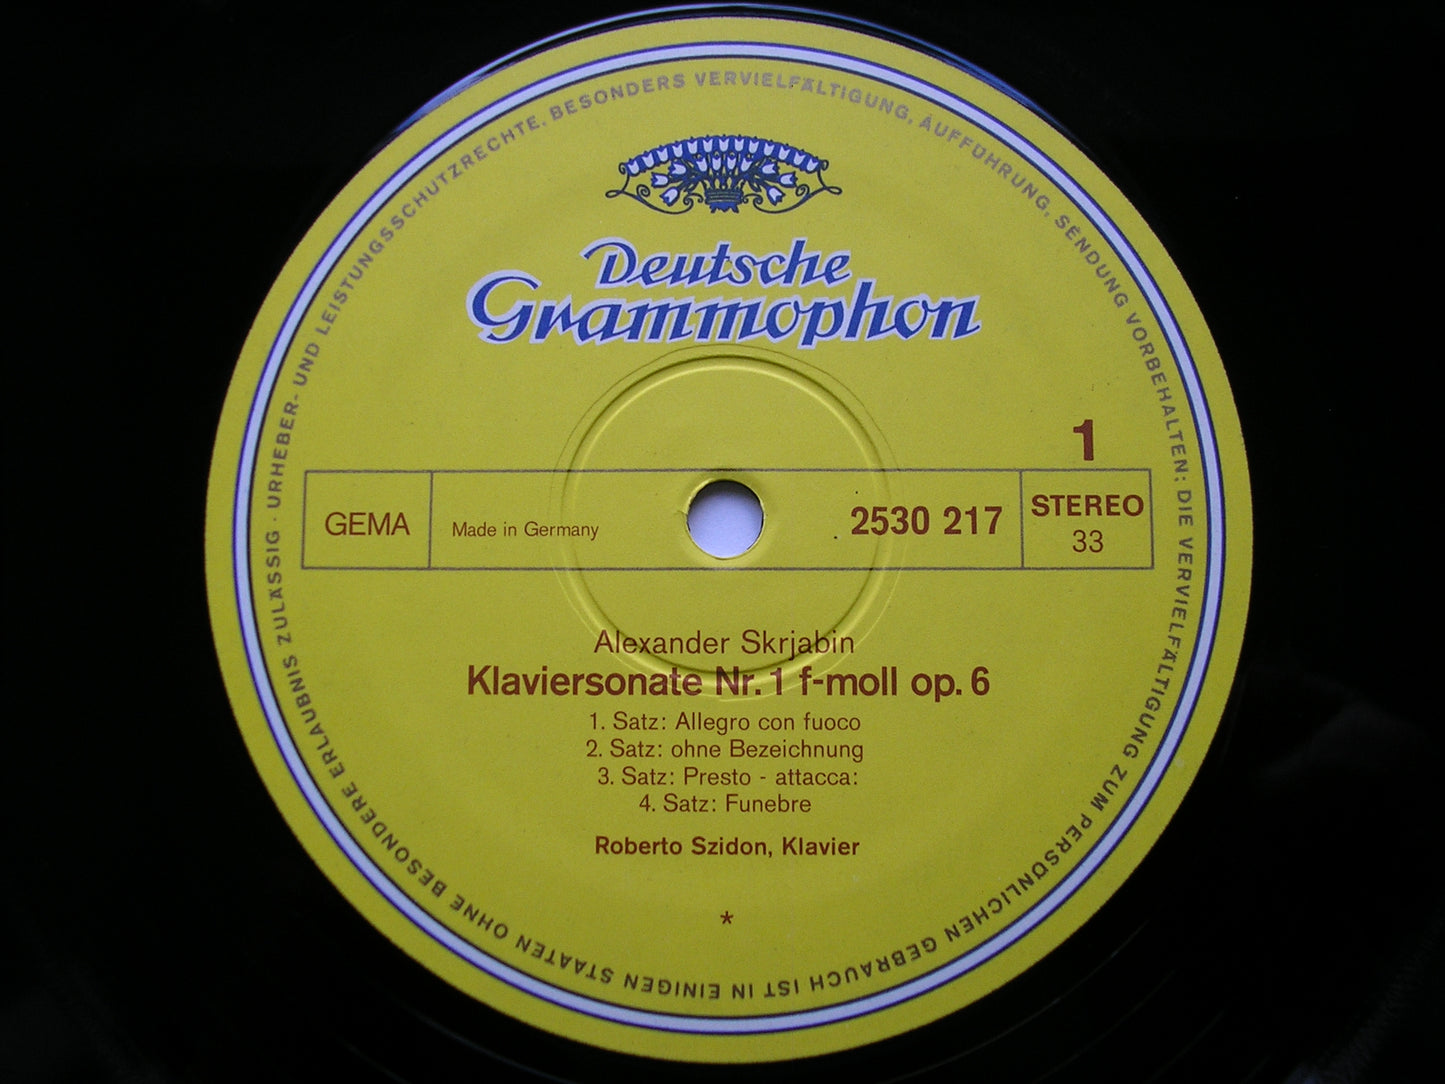 URHEBER- UND LEISTUNGSSCHUTZRECHTE, BESONDERS VERVIELFÄLTIGUNG, AUFFÜHRUNG, SENDUNG VORBEHALTEN; DIE VERVIELFÄLTIGUNG ZUM PERSÖNLICHEN GEBRAUCH IST IN EINIGEN STAATEN OHNE BESONDERE ERLAUBNIS ZULÄSSIG ·
Deutsche
Grammophon
1
GEMA
Made in Germany
2530 217
STEREO
33
Alexander Skrjabin
Klaviersonate Nr. 1 f-moll op. 6
1. Satz: Allegro con fuoco
2. Satz: ohne Bezeichnung
3. Satz: Presto - attacca:
4. Satz: Funebre
Roberto Szidon, Klavier
*